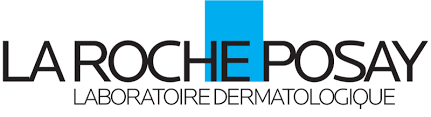 LA ROCHE POSAY
LABORATOIRE DERMATOLOGIQUE